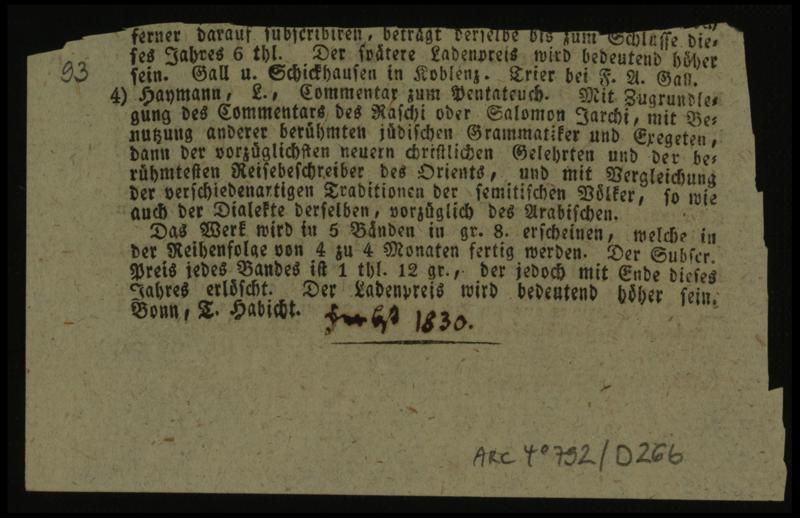 ferner darauf subscribiren, beträgt derselbe bis zum Schlusse die⸗
ses Jahres 6 thl. Der spätere Ladenpreis wird bedeutend höher
sein. Gall u. Schickhausen in Koblenz. Trier bei F. A. Gall.
93
4) Haymann, L., Commentar zum Pentateuch. Mit Zugrundle⸗
gung des Commentars des Raschi oder Salomon Jarchi, mit Be⸗
nutzung anderer berühmten jüdischen Grammatiker und Exegeten,
dann der vorzüglichsten neuern christlichen Gelehrten und der be⸗
rühmtesten Reisebeschreiber des Orients, und mit Vergleichung
der verschiedenartigen Traditionen der semitischen Völker, so wie
auch der Dialekte derselben, vorzüglich des Arabischen.
Das Werk wird in 5 Bänden in gr. 8. erscheinen, welche in
der Reihenfolge von 4 zu 4 Monaten fertig werden. Der Subscr.
Preis jedes Bandes ist 1 thl. 12 gr., der jedoch mit Ende dieses
Jahres erlöscht. Der Ladenpreis wird bedeutend höher sein.
Bonn, T. Habicht.
1830.
ARC 4° 792/D266